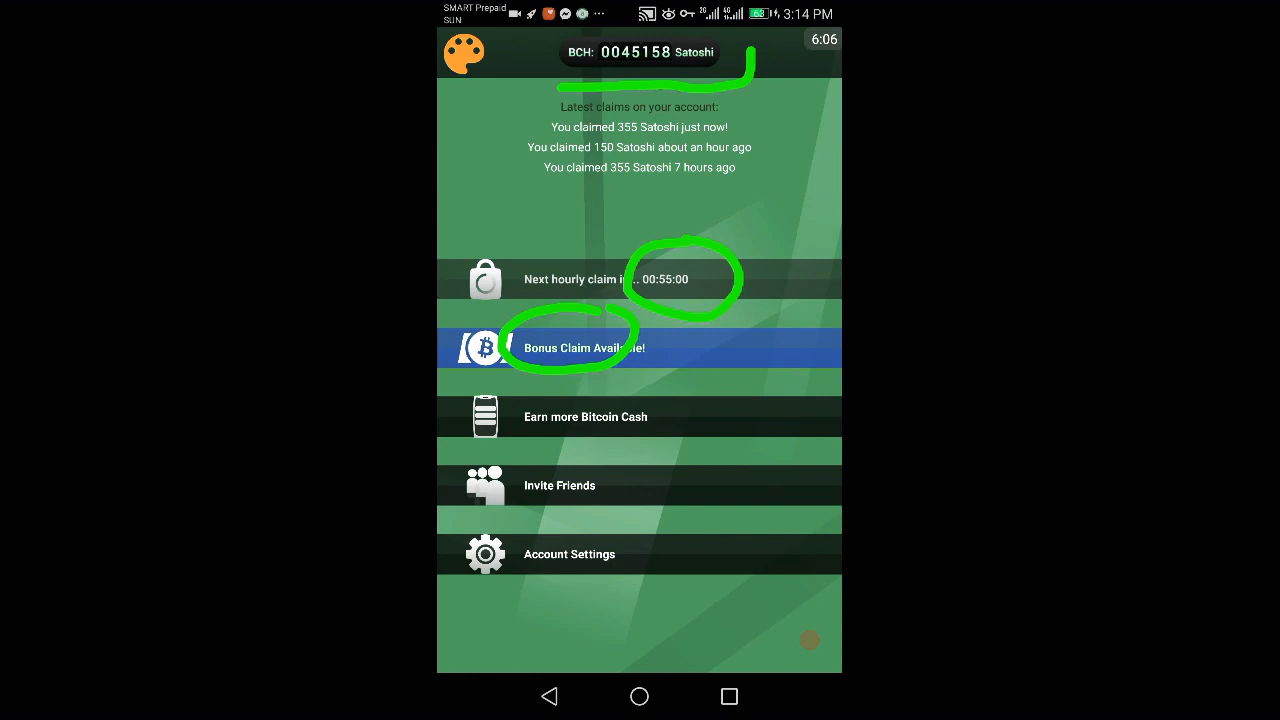 SMART Prepaid
SUN
3:14 PM
6:06
BCH: 0045158 Satoshi
Latest claims on your account:
You claimed 355 Satoshi just now!
You claimed 150 Satoshi about an hour ago
You claimed 355 Satoshi 7 hours ago
Next hourly claim in... 00:55:00
Bonus Claim Available!
Earn more Bitcoin Cash
Invite Friends
Account Settings